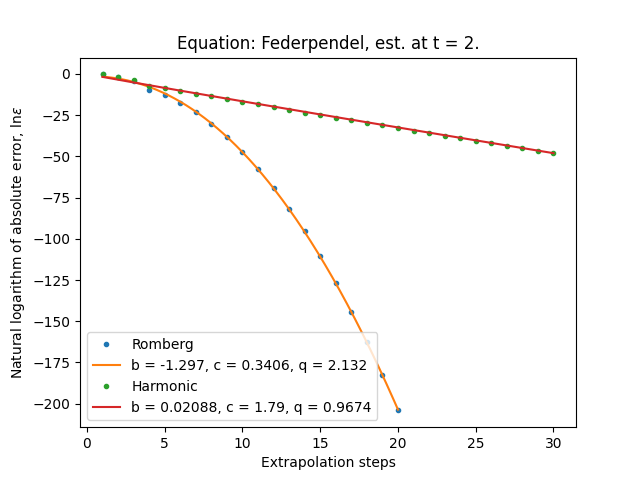 Equation: Federpendel, est. at t = 2.
Natural logarithm of absolute error, lnε
0
−25
−50
−75
−100
−125
−150
−175
−200
Romberg
b = -1.297, c = 0.3406, q = 2.132
Harmonic
b = 0.02088, c = 1.79, q = 0.9674
0 5 10 15 20 25 30
Extrapolation steps